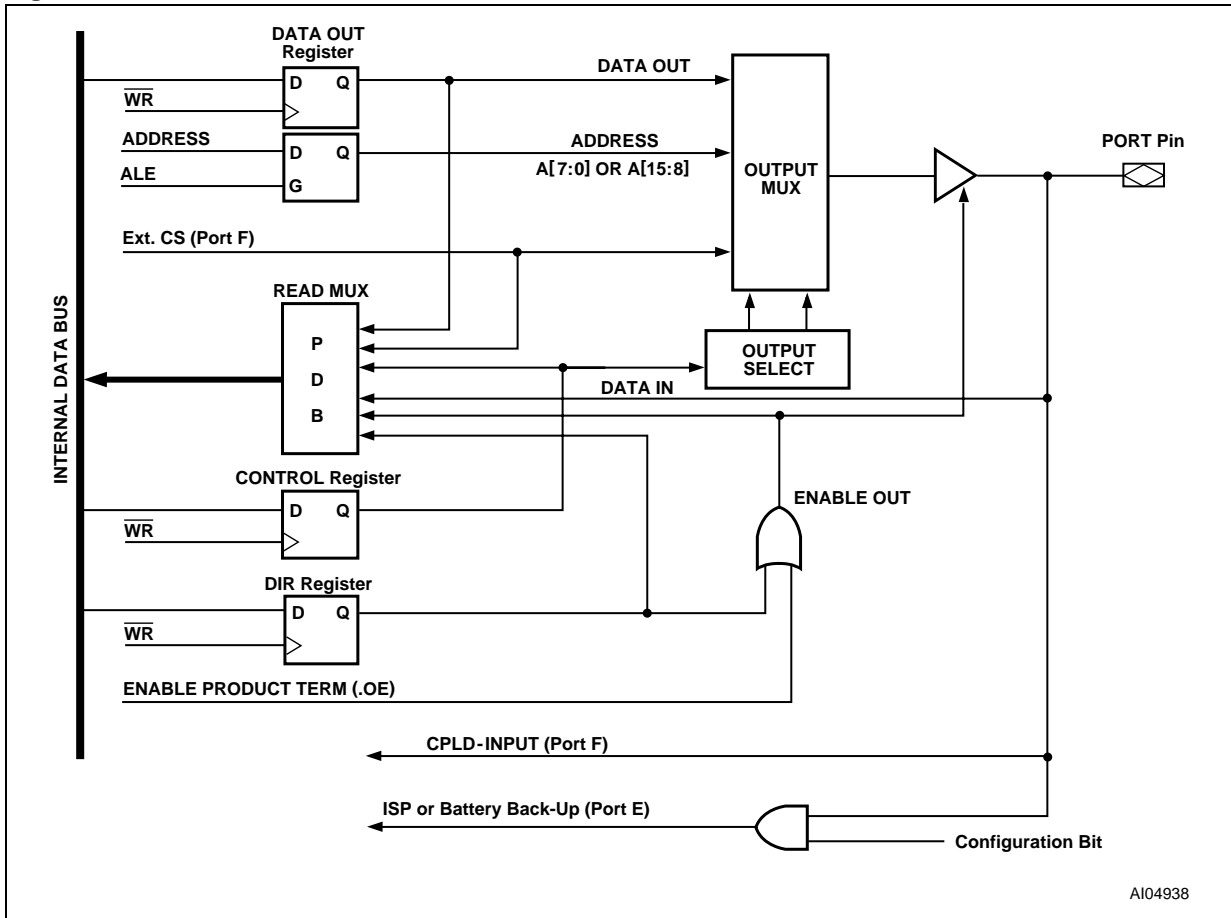 DATA OUT
Register
D Q
WR
DATA OUT
ADDRESS
D Q
ALE
G
ADDRESS
A[7:0] OR A[15:8]
OUTPUT
MUX
PORT Pin
Ext. CS (Port F)
READ MUX
P
D
B
OUTPUT
SELECT
DATA IN
INTERNAL DATA BUS
CONTROL Register
D Q
WR
ENABLE OUT
DIR Register
D Q
WR
ENABLE PRODUCT TERM (.OE)
CPLD-INPUT (Port F)
ISP or Battery Back-Up (Port E)
Configuration Bit
AI04938